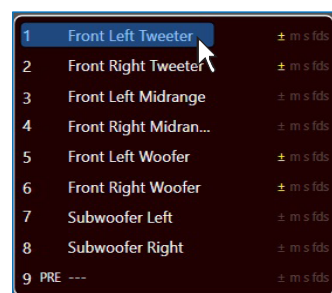 1 Front Left Tweeter ± m s fds
2 Front Right Tweeter ± m s fds
3 Front Left Midrange ± m s fds
4 Front Right Midran... ± m s fds
5 Front Left Woofer ± m s fds
6 Front Right Woofer ± m s fds
7 Subwoofer Left ± m s fds
8 Subwoofer Right ± m s fds
9 PRE --- ± m s fds